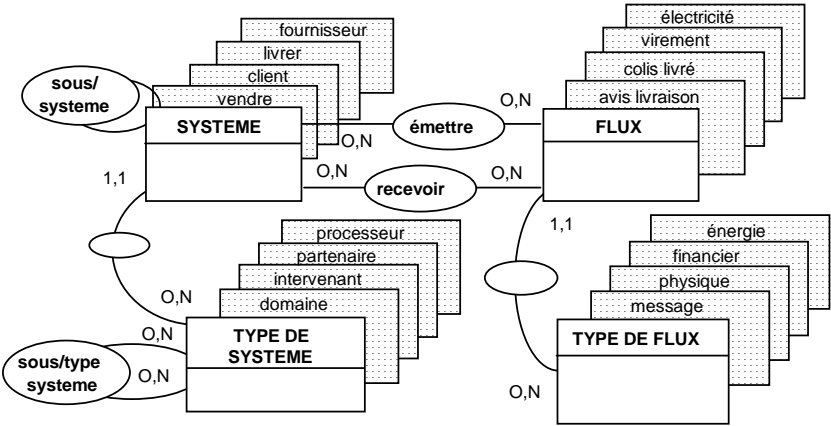 fournisseur
livrer
client
vendre
SYSTEME
sous/
systeme
O,N
émettre
O,N
électricité
virement
colis livré
avis livraison
FLUX
1,1
O,N
recevoir
O,N
1,1
processeur
partenaire
intervenant
domaine
TYPE DE
SYSTEME
O,N
O,N
sous/type
systeme
O,N
énergie
financier
physique
message
TYPE DE FLUX
O,N